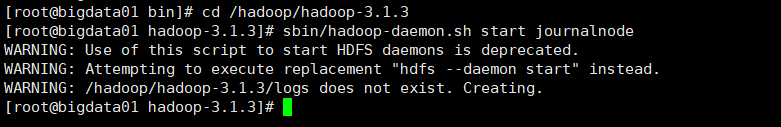 [root@bigdata01 bin]# cd /hadoop/hadoop-3.1.3
[root@bigdata01 hadoop-3.1.3]# sbin/hadoop-daemon.sh start journalnode
WARNING: Use of this script to start HDFS daemons is deprecated.
WARNING: Attempting to execute replacement "hdfs --daemon start" instead.
WARNING: /hadoop/hadoop-3.1.3/logs does not exist. Creating.
[root@bigdata01 hadoop-3.1.3]#